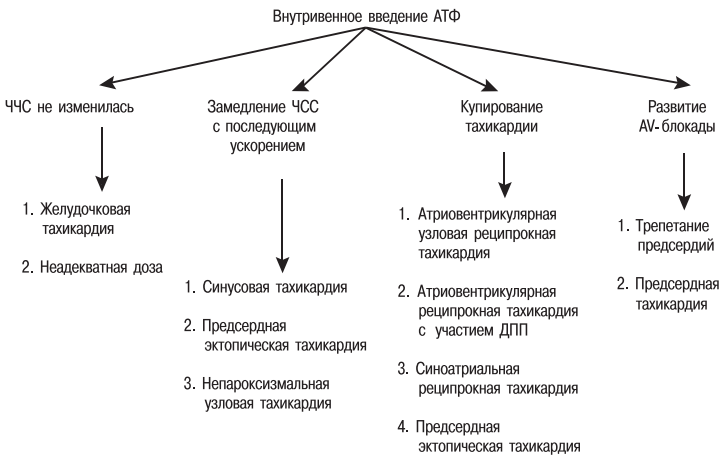 Внутривенное введение АТФ
ЧЧС не изменилась
1. Желудочковая
тахикардия
2. Неадекватная доза
Замедление ЧСС
с последующим
ускорением
1. Синусовая тахикардия
2. Предсердная
эктопическая тахикардия
3. Непароксизмальная
узловая тахикардия
Купирование
тахикардии
1. Атриовентрикулярная
узловая реципрокная
тахикардия
2. Атриовентрикулярная
реципрокная тахикардия
с участием ДПП
3. Синоатриальная
реципрокная тахикардия
4. Предсердная
эктопическая тахикардия
Развитие
AV-блокады
1. Трепетание
предсердий
2. Предсердная
тахикардия